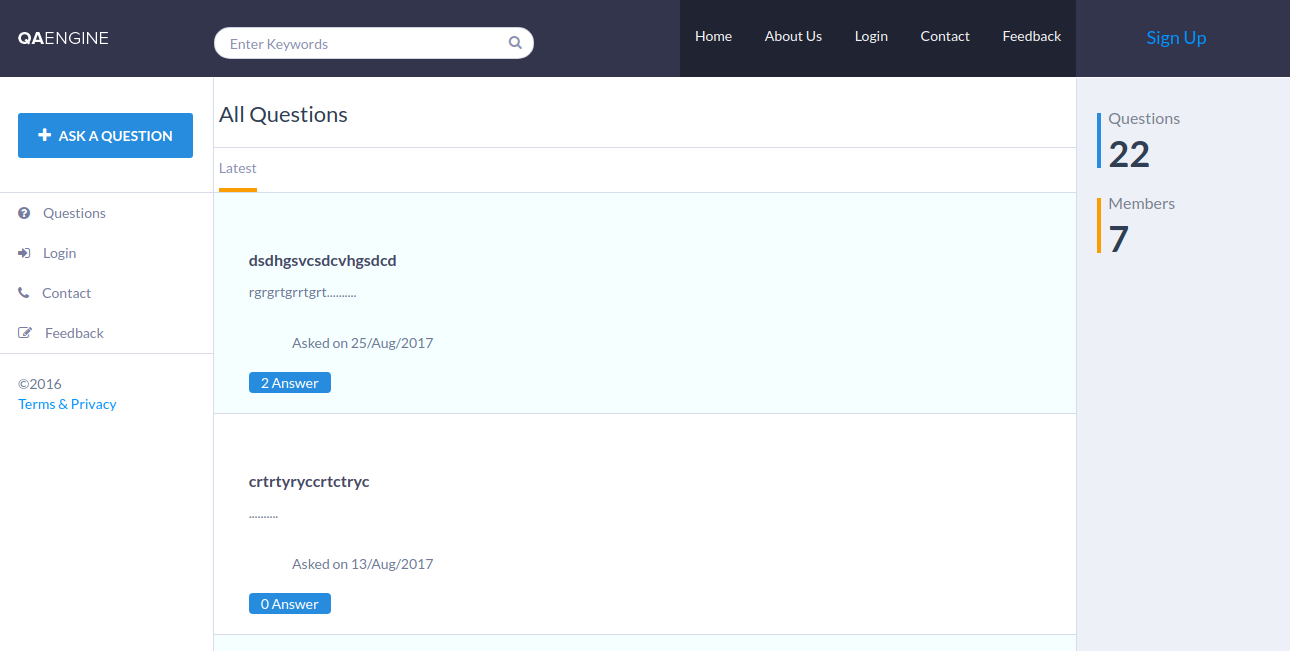 QAENGINE
Enter Keywords
Home About Us Login Contact Feedback
Sign Up
ASK A QUESTION
Questions
Login
Contact
Feedback
©2016
Terms & Privacy
All Questions
Latest
dsdhgsvcsdcvhgsdcd
rgrgrtgrrtgrt..........
Asked on 25/Aug/2017
2 Answer
crtrtyryccrtctryc
..........
Asked on 13/Aug/2017
0 Answer
Questions
22
Members
7